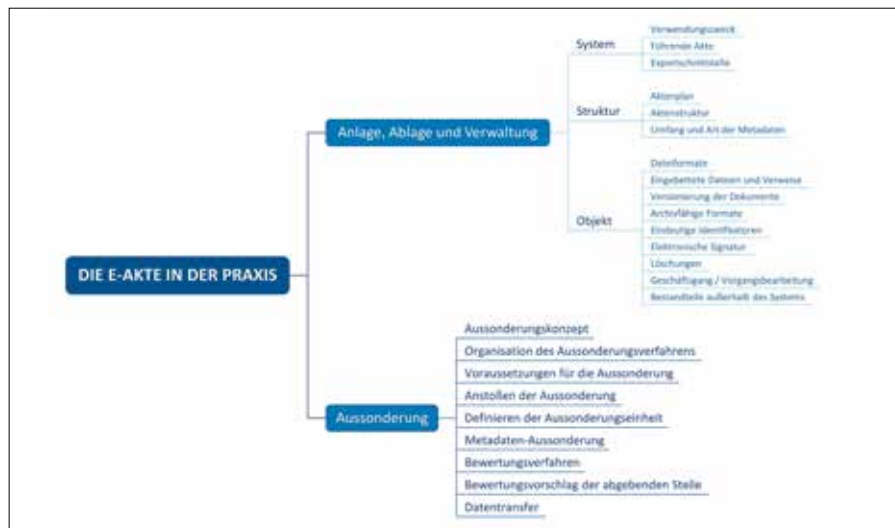 DIE E-AKTE IN DER PRAXIS
Anlage, Ablage und Verwaltung
System
Verwendungszweck
Führende Akte
Exportschnittstelle
Struktur
Aktenplan
Aktenstruktur
Umfang und Art der Metadaten
Objekt
Dateiformate
Eingebettete Dateien und Verweise
Versionierung der Dokumente
Archivfähige Formate
Eindeutige Identifikatoren
Elektronische Signatur
Löschungen
Geschäftsgang / Vorgangsbearbeitung
Bestandteile außerhalb des Systems
Aussonderung
Aussonderungskonzept
Organisation des Aussonderungsverfahrens
Voraussetzungen für die Aussonderung
Anstoßen der Aussonderung
Definieren der Aussonderungseinheit
Metadaten-Aussonderung
Bewertungsverfahren
Bewertungsvorschlag der abgebenden Stelle
Datentransfer